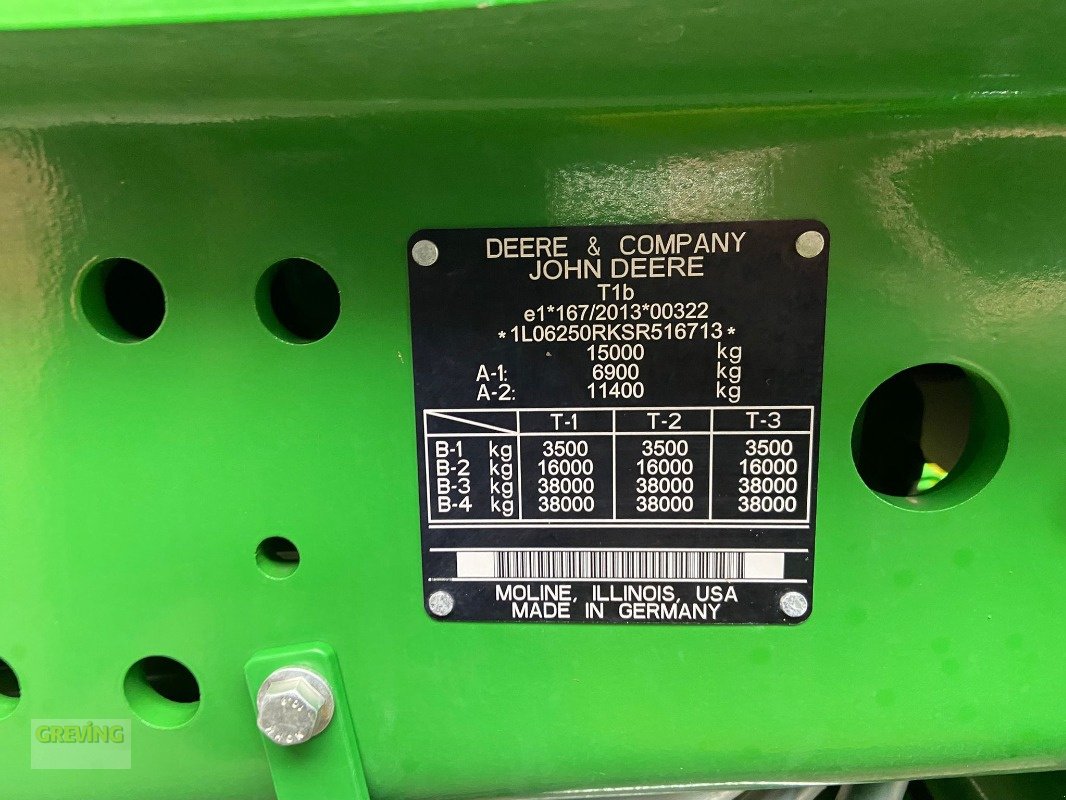 DEERE & COMPANY
JOHN DEERE
T1b
e1*167/2013*00322
*1L06250RKSR516713*
15000 kg
A-1: 6900 kg
A-2: 11400 kg
T-1 T-2 T-3
B-1 kg 3500 3500 3500
B-2 kg 16000 16000 16000
B-3 kg 38000 38000 38000
B-4 kg 38000 38000 38000
MOLINE, ILLINOIS, USA
MADE IN GERMANY
GREVING